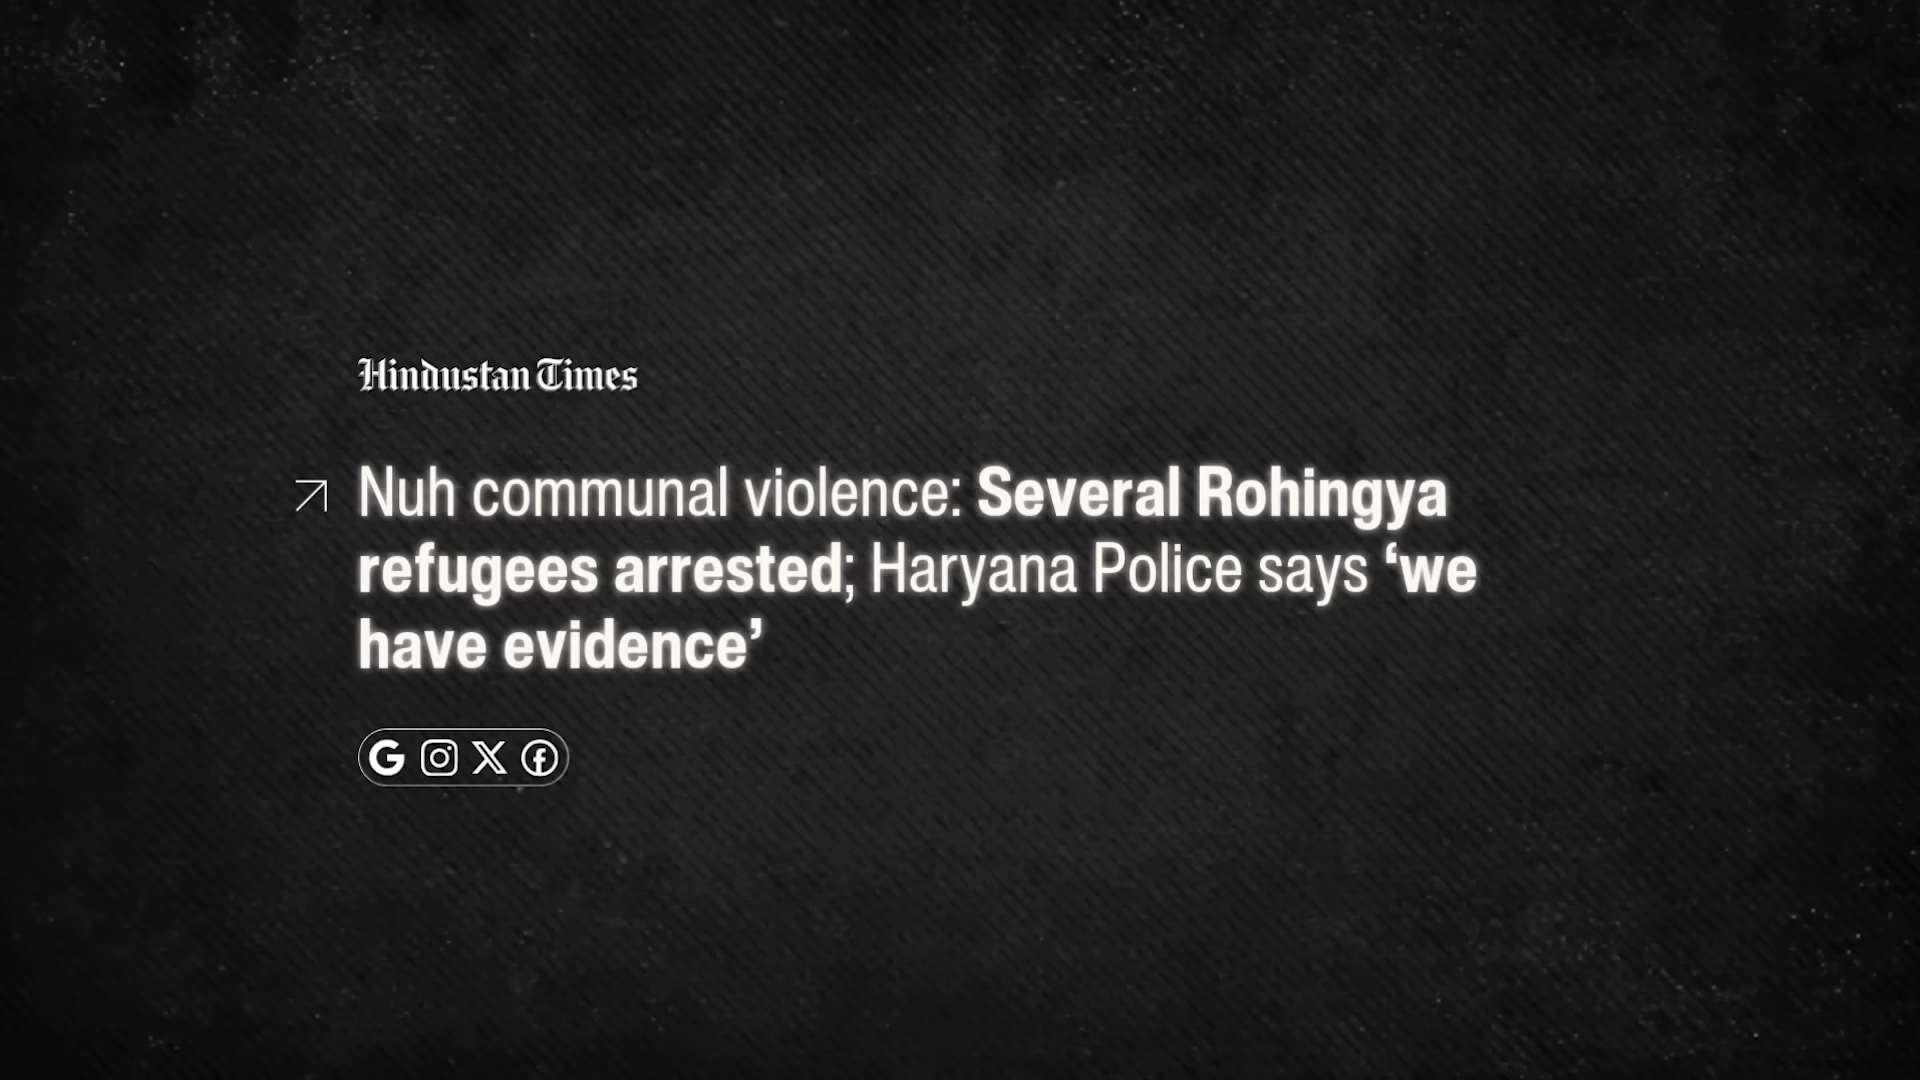 Hindustan Times
Nuh communal violence: Several Rohingya
refugees arrested; Haryana Police says ‘we
have evidence’